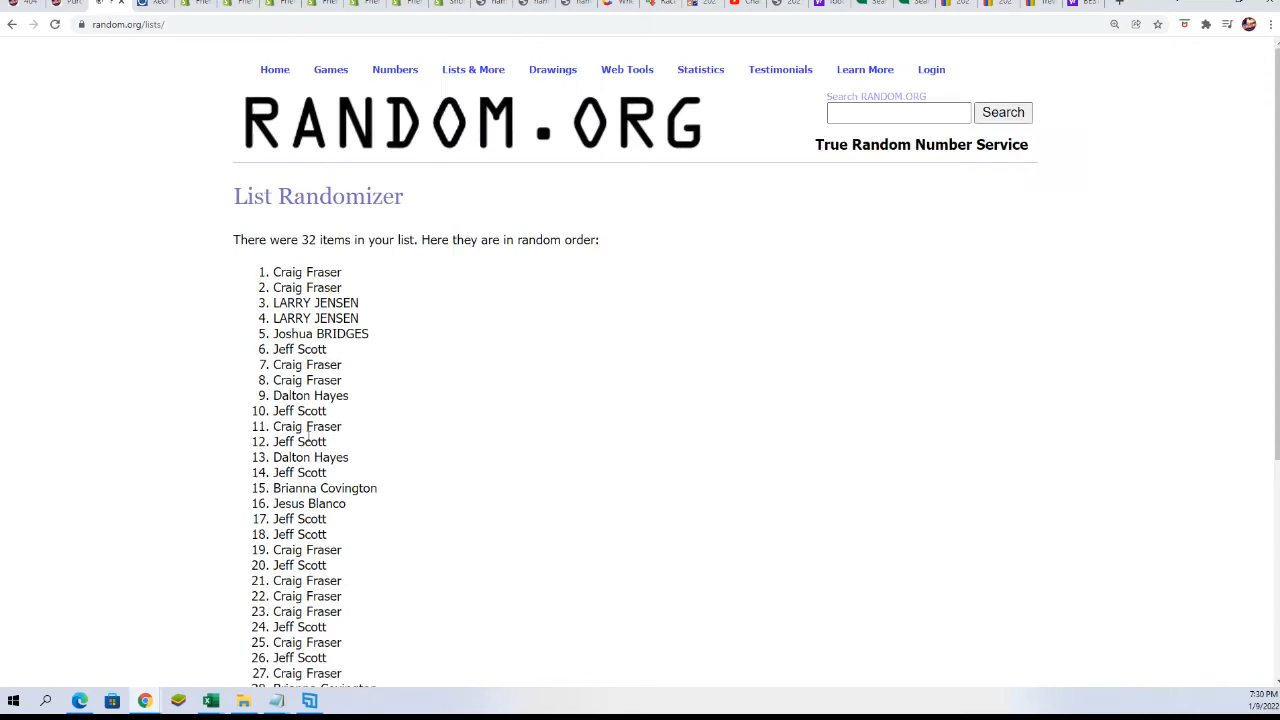 random.org/lists/
Home Games Numbers Lists & More Drawings Web Tools Statistics Testimonials Learn More Login
Search RANDOM.ORG
RANDOM.ORG
Search
True Random Number Service
List Randomizer
There were 32 items in your list. Here they are in random order:
1. Craig Fraser
2. Craig Fraser
3. LARRY JENSEN
4. LARRY JENSEN
5. Joshua BRIDGES
6. Jeff Scott
7. Craig Fraser
8. Craig Fraser
9. Dalton Hayes
10. Jeff Scott
11. Craig Fraser
12. Jeff Scott
13. Dalton Hayes
14. Jeff Scott
15. Brianna Covington
16. Jesus Blanco
17. Jeff Scott
18. Jeff Scott
19. Craig Fraser
20. Jeff Scott
21. Craig Fraser
22. Craig Fraser
23. Craig Fraser
24. Jeff Scott
25. Craig Fraser
26. Jeff Scott
27. Craig Fraser
28. Brianna Covington
7:30 PM
1/9/2022